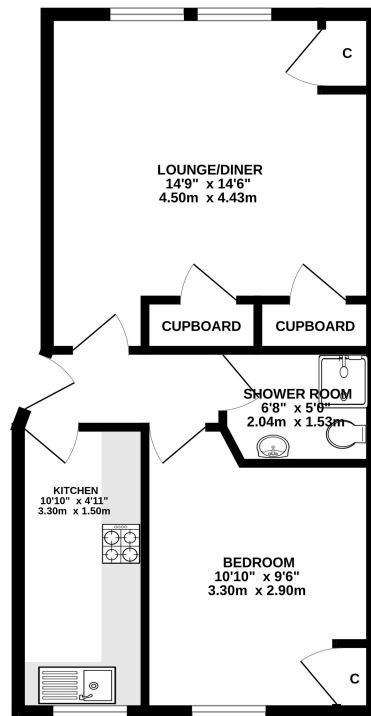 C
LOUNGE/DINER
14'9" x 14'6"
4.50m x 4.43m
CUPBOARD
CUPBOARD
SHOWER ROOM
6'8" x 5'0"
2.04m x 1.53m
KITCHEN
10'10" x 4'11"
3.30m x 1.50m
BEDROOM
10'10" x 9'6"
3.30m x 2.90m
C